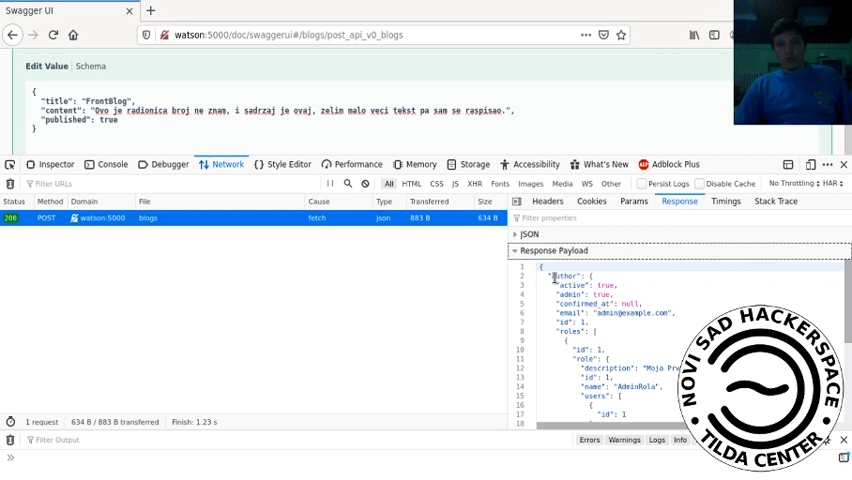 Swagger UI
watson:5000/doc/swaggerui#/blogs/post_api_v0_blogs
Edit Value | Schema
{
"title": "FrontBlog",
"content": "Ovo je radionica broj ne znam, i sadrzaj je ovaj, zelim malo veci tekst pa sam se raspisao.",
"published": true
}
Inspector Console Debugger Network Style Editor Performance Memory Storage Accessibility What's New Adblock Plus
Filter URLs All HTML CSS JS XHR Fonts Images Media WS Other Persist Logs Disable Cache No Throttling HAR
Status Method Domain File Cause Type Transferred Size
200 POST watson:5000 blogs fetch json 883 B 634 B
Headers Cookies Params Response Timings Stack Trace
Filter properties
JSON
Response Payload
1 {
2 "author": {
3 "active": true,
4 "admin": true,
5 "confirmed_at": null,
6 "email": "admin@example.com",
7 "id": 1,
8 "roles": [
9 {
10 "id": 1,
11 "role": {
12 "description": "Moja
13 "id": 1,
14 "name": "AdminRola",
15 "users": [
16 {
17 "id": 1
18
1 request 634 B / 883 B transferred Finish: 1.23 s
Filter Output Errors Warnings Logs Info
NOVI SAD HACKERSPACE
TILDA CENTER